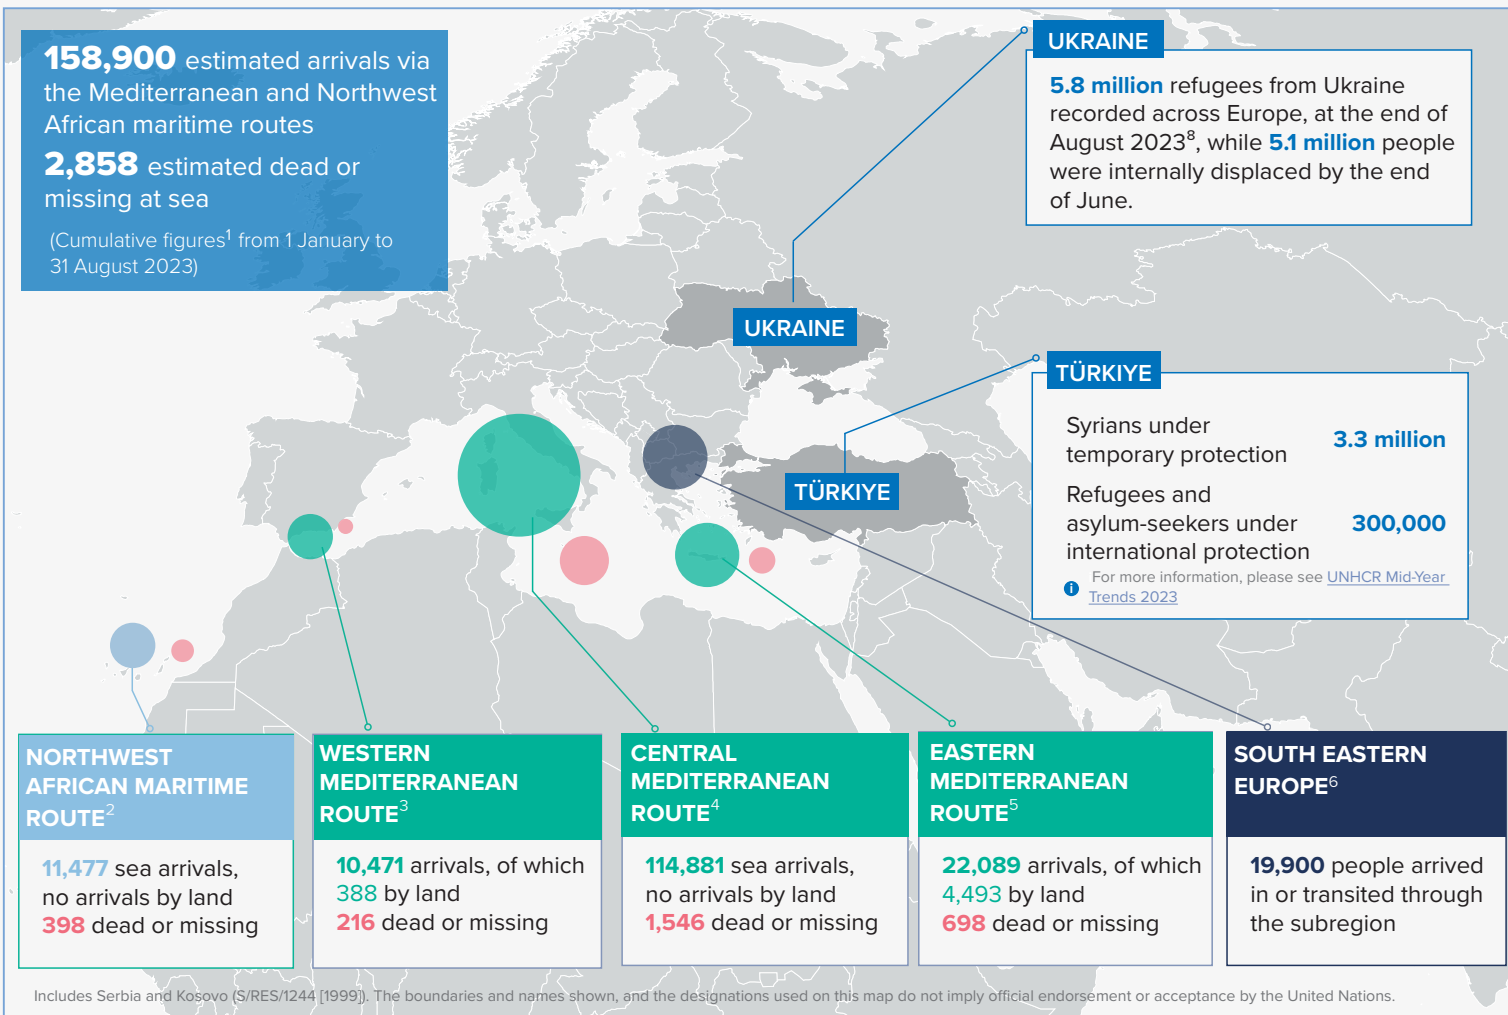 158,900 estimated arrivals via
the Mediterranean and Northwest
African maritime routes
2,858 estimated dead or
missing at sea
(Cumulative figures¹ from 1 January to
31 August 2023)
UKRAINE
5.8 million refugees from Ukraine
recorded across Europe, at the end of
August 2023⁸, while 5.1 million people
were internally displaced by the end
of June.
UKRAINE
TÜRKIYE
Syrians under
temporary protection 3.3 million
Refugees and
asylum-seekers under 300,000
international protection
i For more information, please see UNHCR Mid-Year
Trends 2023
TÜRKIYE
NORTHWEST
AFRICAN MARITIME
ROUTE²
11,477 sea arrivals,
no arrivals by land
398 dead or missing
WESTERN
MEDITERRANEAN
ROUTE³
10,471 arrivals, of which
388 by land
216 dead or missing
CENTRAL
MEDITERRANEAN
ROUTE⁴
114,881 sea arrivals,
no arrivals by land
1,546 dead or missing
EASTERN
MEDITERRANEAN
ROUTE⁵
22,089 arrivals, of which
4,493 by land
698 dead or missing
SOUTH EASTERN
EUROPE⁶
19,900 people arrived
in or transited through
the subregion
Includes Serbia and Kosovo (S/RES/1244 [1999]). The boundaries and names shown, and the designations used on this map do not imply official endorsement or acceptance by the United Nations.